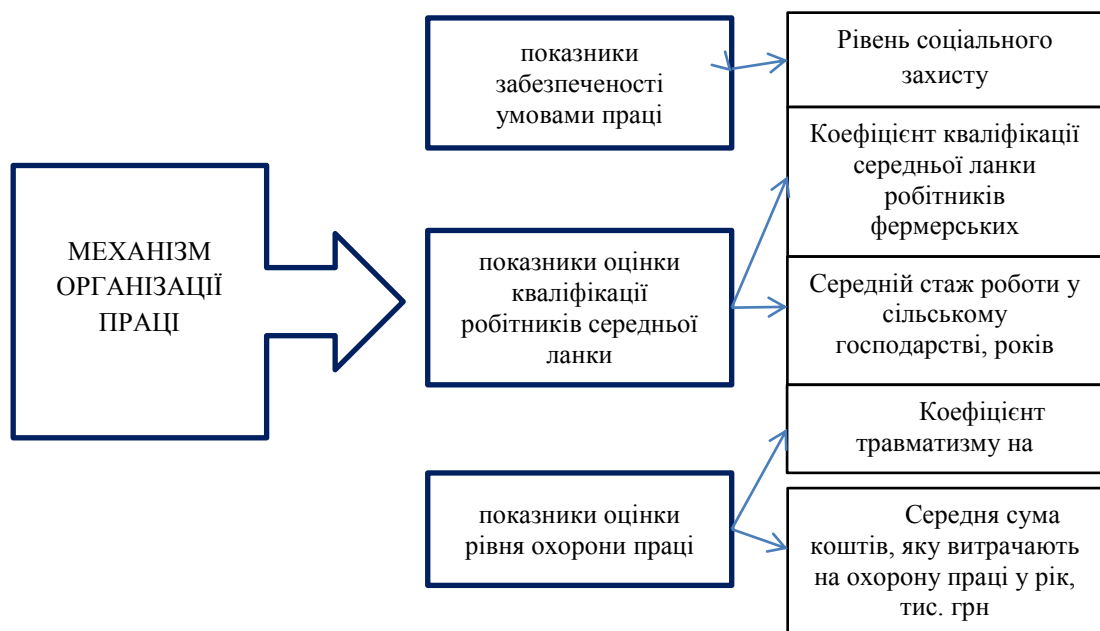 МЕХАНІЗМ
ОРГАНІЗАЦІЇ
ПРАЦІ
показники
забезпеченості
умовами праці
показники оцінки
кваліфікації
робітників середньої
ланки
показники оцінки
рівня охорони праці
Рівень соціального
захисту
Коефіцієнт кваліфікації
середньої ланки
робітників
фермерських
Середній стаж роботи у
сільському
господарстві, років
Коефіцієнт
травматизму на
Середня сума
коштів, яку витрачають
на охорону праці у рік,
тис. грн